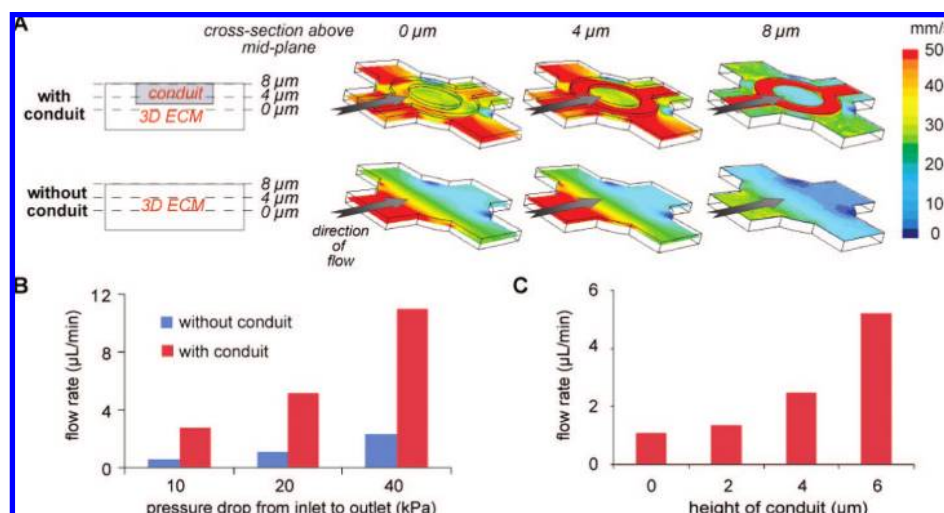 A
cross-section above
mid-plane
0 µm
4 µm
8 µm
with
conduit
conduit
3D ECM
8 µm
4 µm
0 µm
50
40
30
20
10
0
without
conduit
3D ECM
8 µm
4 µm
0 µm
direction
of
flow
B
flow rate (µL/min)
12
8
4
0
without conduit
with conduit
10
20
40
pressure drop from inlet to outlet (kPa)
C
flow rate (µL/min)
6
4
2
0
0
2
4
6
height of conduit (µm)